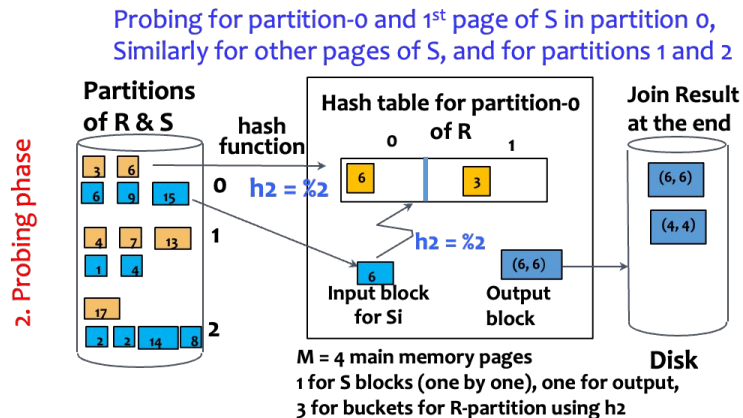 Probing for partition-0 and 1st page of S in partition 0,
Similarly for other pages of S, and for partitions 1 and 2
2. Probing phase
Partitions
of R & S
hash
function
h2 = %2
3 6
6 9 15
0
4 7 13
1 4
1
17
2 2 14 8
2
Hash table for partition-0
of R
0 1
6 3
h2 = %2
6
Input block
for Si
(6, 6)
Output
block
Join Result
at the end
(6, 6)
(4, 4)
Disk
M = 4 main memory pages
1 for S blocks (one by one), one for output,
3 for buckets for R-partition using h2